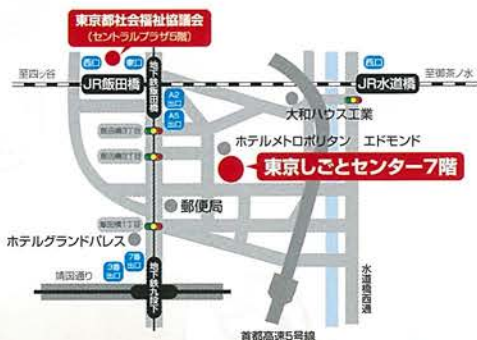 東京都社会福祉協議会
(セントラルプラザ5階)
西口
東口
地下鉄飯田橋
西口
至四ツ谷
JR飯田橋
JR水道橋
至御茶ノ水
A2
出口
A5
出口
大和ハウス工業
ホテルメトロポリタン エドモンド
東京しごとセンター7階
郵便局
飯田橋1丁目
ホテルグランドパレス
7番
出口
3番
出口
靖国通り
地下鉄九段下
水道橋西通
首都高速5号線